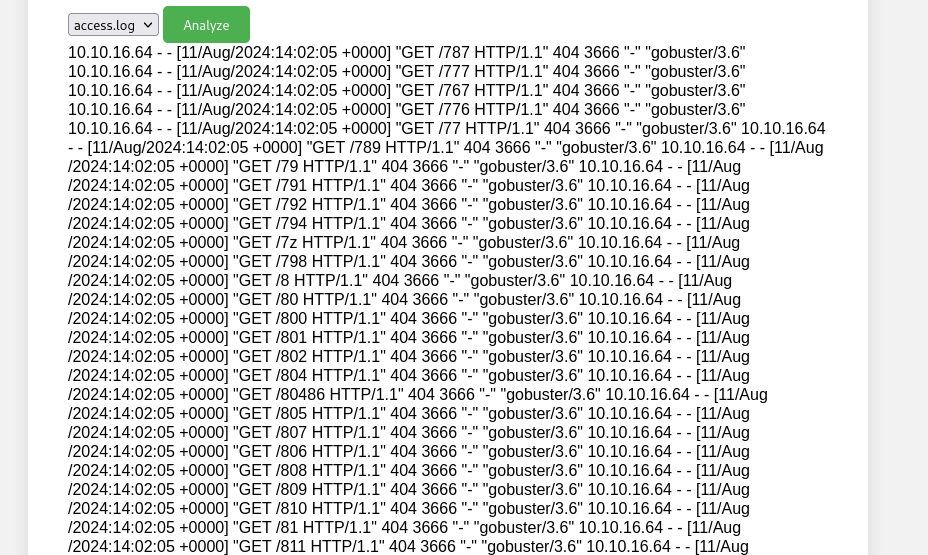 access.log Analyze
10.10.16.64 - - [11/Aug/2024:14:02:05 +0000] "GET /787 HTTP/1.1" 404 3666 "-" "gobuster/3.6"
10.10.16.64 - - [11/Aug/2024:14:02:05 +0000] "GET /777 HTTP/1.1" 404 3666 "-" "gobuster/3.6"
10.10.16.64 - - [11/Aug/2024:14:02:05 +0000] "GET /767 HTTP/1.1" 404 3666 "-" "gobuster/3.6"
10.10.16.64 - - [11/Aug/2024:14:02:05 +0000] "GET /776 HTTP/1.1" 404 3666 "-" "gobuster/3.6"
10.10.16.64 - - [11/Aug/2024:14:02:05 +0000] "GET /77 HTTP/1.1" 404 3666 "-" "gobuster/3.6" 10.10.16.64
- - [11/Aug/2024:14:02:05 +0000] "GET /789 HTTP/1.1" 404 3666 "-" "gobuster/3.6" 10.10.16.64 - - [11/Aug
/2024:14:02:05 +0000] "GET /79 HTTP/1.1" 404 3666 "-" "gobuster/3.6" 10.10.16.64 - - [11/Aug
/2024:14:02:05 +0000] "GET /791 HTTP/1.1" 404 3666 "-" "gobuster/3.6" 10.10.16.64 - - [11/Aug
/2024:14:02:05 +0000] "GET /792 HTTP/1.1" 404 3666 "-" "gobuster/3.6" 10.10.16.64 - - [11/Aug
/2024:14:02:05 +0000] "GET /794 HTTP/1.1" 404 3666 "-" "gobuster/3.6" 10.10.16.64 - - [11/Aug
/2024:14:02:05 +0000] "GET /7z HTTP/1.1" 404 3666 "-" "gobuster/3.6" 10.10.16.64 - - [11/Aug
/2024:14:02:05 +0000] "GET /798 HTTP/1.1" 404 3666 "-" "gobuster/3.6" 10.10.16.64 - - [11/Aug
/2024:14:02:05 +0000] "GET /8 HTTP/1.1" 404 3666 "-" "gobuster/3.6" 10.10.16.64 - - [11/Aug
/2024:14:02:05 +0000] "GET /80 HTTP/1.1" 404 3666 "-" "gobuster/3.6" 10.10.16.64 - - [11/Aug
/2024:14:02:05 +0000] "GET /800 HTTP/1.1" 404 3666 "-" "gobuster/3.6" 10.10.16.64 - - [11/Aug
/2024:14:02:05 +0000] "GET /801 HTTP/1.1" 404 3666 "-" "gobuster/3.6" 10.10.16.64 - - [11/Aug
/2024:14:02:05 +0000] "GET /802 HTTP/1.1" 404 3666 "-" "gobuster/3.6" 10.10.16.64 - - [11/Aug
/2024:14:02:05 +0000] "GET /804 HTTP/1.1" 404 3666 "-" "gobuster/3.6" 10.10.16.64 - - [11/Aug
/2024:14:02:05 +0000] "GET /80486 HTTP/1.1" 404 3666 "-" "gobuster/3.6" 10.10.16.64 - - [11/Aug
/2024:14:02:05 +0000] "GET /805 HTTP/1.1" 404 3666 "-" "gobuster/3.6" 10.10.16.64 - - [11/Aug
/2024:14:02:05 +0000] "GET /807 HTTP/1.1" 404 3666 "-" "gobuster/3.6" 10.10.16.64 - - [11/Aug
/2024:14:02:05 +0000] "GET /806 HTTP/1.1" 404 3666 "-" "gobuster/3.6" 10.10.16.64 - - [11/Aug
/2024:14:02:05 +0000] "GET /808 HTTP/1.1" 404 3666 "-" "gobuster/3.6" 10.10.16.64 - - [11/Aug
/2024:14:02:05 +0000] "GET /809 HTTP/1.1" 404 3666 "-" "gobuster/3.6" 10.10.16.64 - - [11/Aug
/2024:14:02:05 +0000] "GET /810 HTTP/1.1" 404 3666 "-" "gobuster/3.6" 10.10.16.64 - - [11/Aug
/2024:14:02:05 +0000] "GET /81 HTTP/1.1" 404 3666 "-" "gobuster/3.6" 10.10.16.64 - - [11/Aug
/2024:14:02:05 +0000] "GET /811 HTTP/1.1" 404 3666 "-" "gobuster/3.6" 10.10.16.64 - - [11/Aug